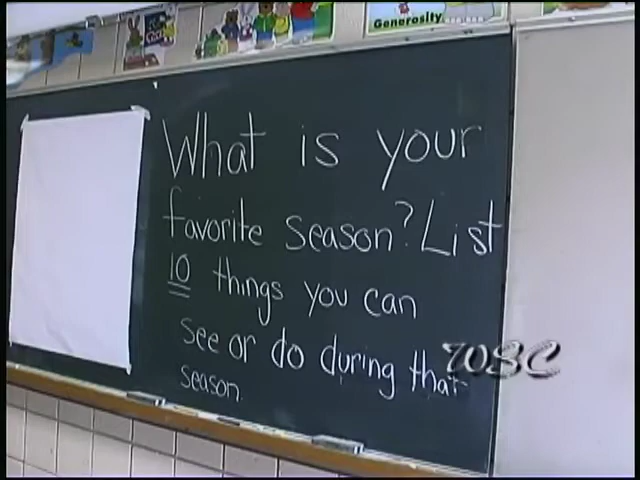 Generosity
What is your
favorite season? List
10 things you can
see or do during that
season.
WSC